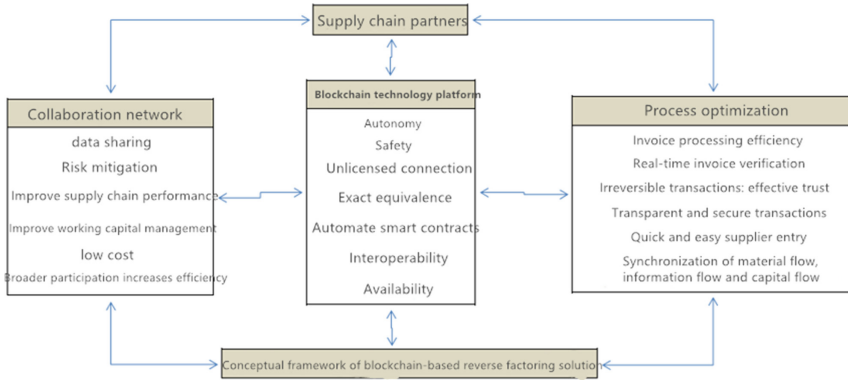 Supply chain partners
Collaboration network
data sharing
Risk mitigation
Improve supply chain performance
Improve working capital management
low cost
Broader participation increases efficiency
Blockchain technology platform
Autonomy
Safety
Unlicensed connection
Exact equivalence
Automate smart contracts
Interoperability
Availability
Process optimization
Invoice processing efficiency
Real-time invoice verification
Irreversible transactions: effective trust
Transparent and secure transactions
Quick and easy supplier entry
Synchronization of material flow,
information flow and capital flow
Conceptual framework of blockchain-based reverse factoring solution